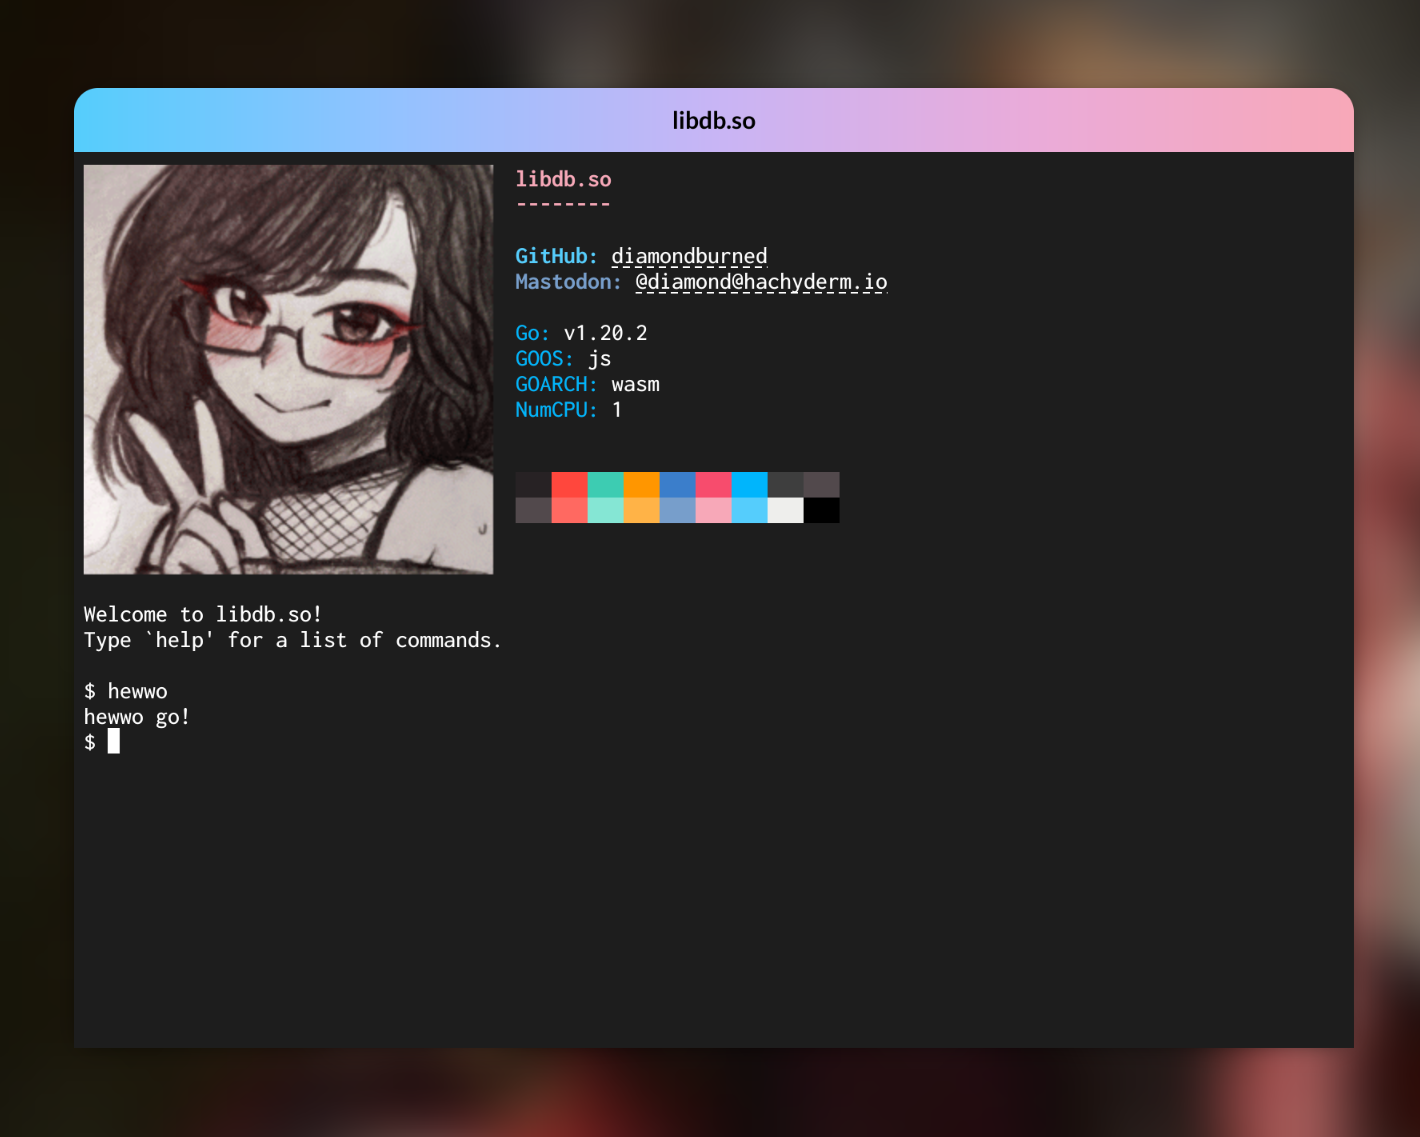 libdb.so
libdb.so
--------
GitHub: diamondburned
Mastodon: @diamond@hachyderm.io
Go: v1.20.2
GOOS: js
GOARCH: wasm
NumCPU: 1
Welcome to libdb.so!
Type `help' for a list of commands.
$ hewwo
hewwo go!
$